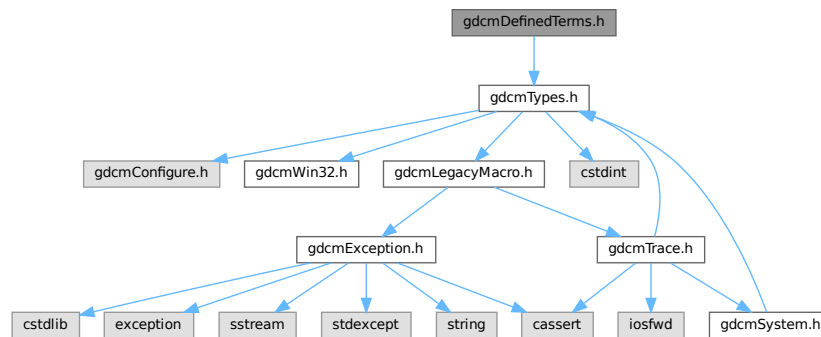 gdcmDefinedTerms.h
gdcmTypes.h
gdcmConfigure.h
gdcmWin32.h
gdcmLegacyMacro.h
cstdint
gdcmException.h
gdcmTrace.h
cstdlib
exception
sstream
stdexcept
string
cassert
iosfwd
gdcmSystem.h